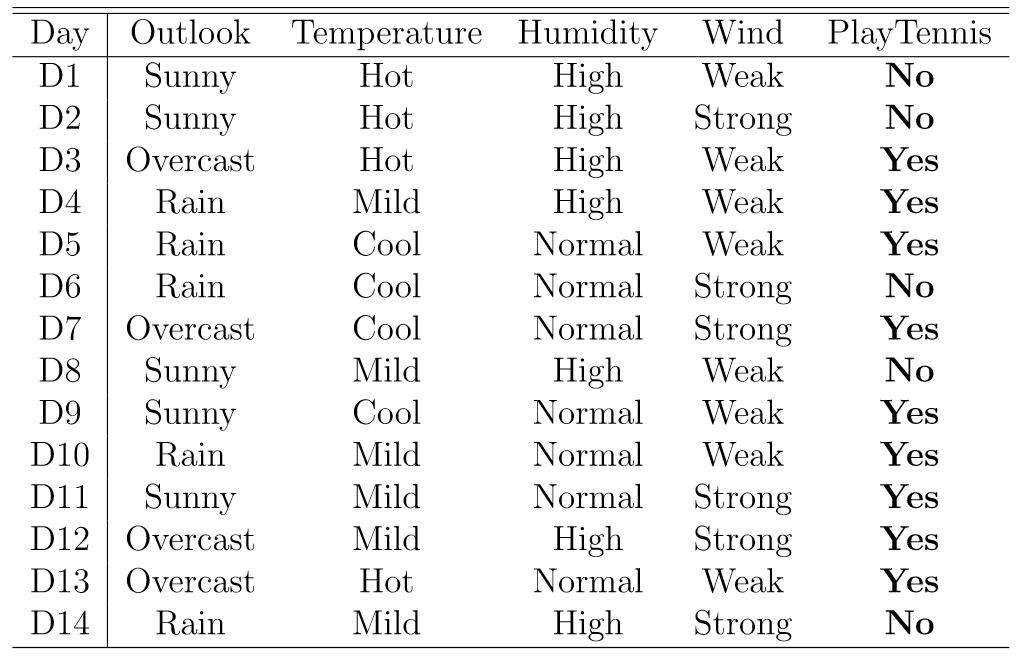 Day Outlook Temperature Humidity Wind PlayTennis
D1 Sunny Hot High Weak No
D2 Sunny Hot High Strong No
D3 Overcast Hot High Weak Yes
D4 Rain Mild High Weak Yes
D5 Rain Cool Normal Weak Yes
D6 Rain Cool Normal Strong No
D7 Overcast Cool Normal Strong Yes
D8 Sunny Mild High Weak No
D9 Sunny Cool Normal Weak Yes
D10 Rain Mild Normal Weak Yes
D11 Sunny Mild Normal Strong Yes
D12 Overcast Mild High Strong Yes
D13 Overcast Hot Normal Weak Yes
D14 Rain Mild High Strong No